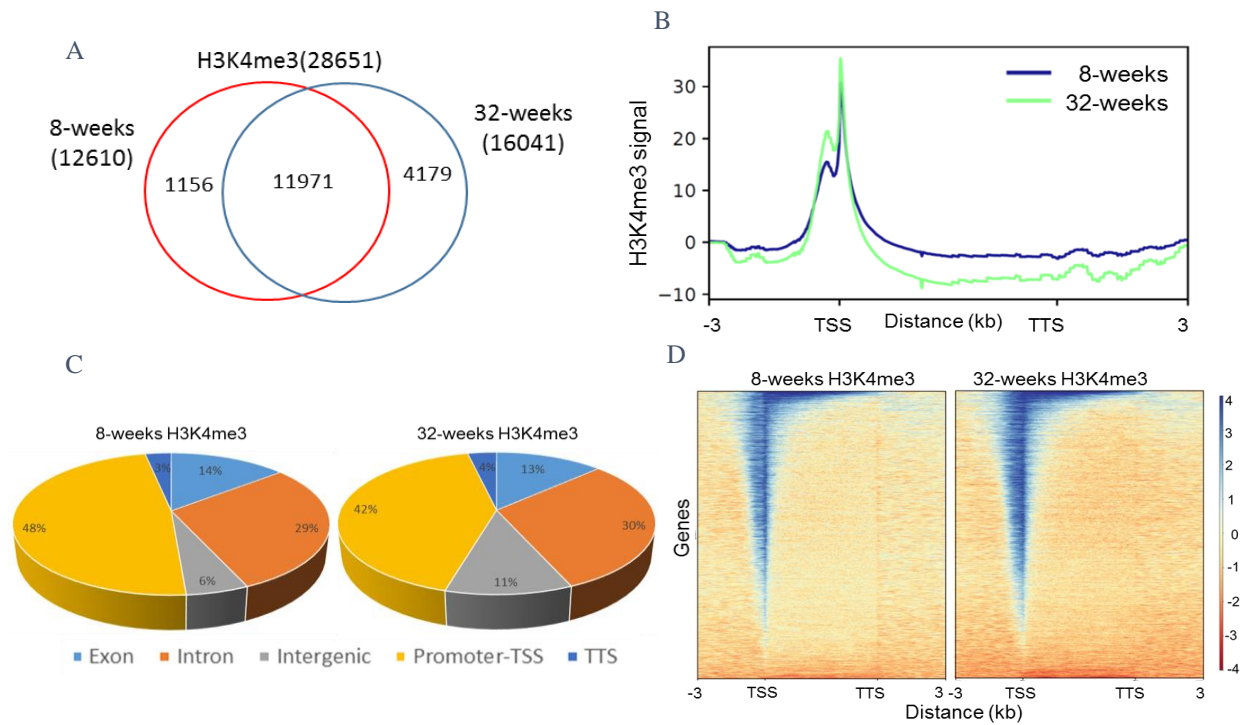 A
H3K4me3(28651)
8-weeks
(12610)
32-weeks
(16041)
1156
11971
4179
B
H3K4me3 signal
30
20
10
0
−10
8-weeks
32-weeks
-3
TSS
Distance (kb)
TTS
3
C
8-weeks H3K4me3
3%
14%
48%
29%
6%
32-weeks H3K4me3
4%
13%
42%
30%
11%
Exon
Intron
Intergenic
Promoter-TSS
TTS
D
8-weeks H3K4me3
32-weeks H3K4me3
Genes
4
4
2
1
0
-1
-2
-3
-4
-3
TSS
TTS
3
-3
TSS
TTS
3
Distance (kb)